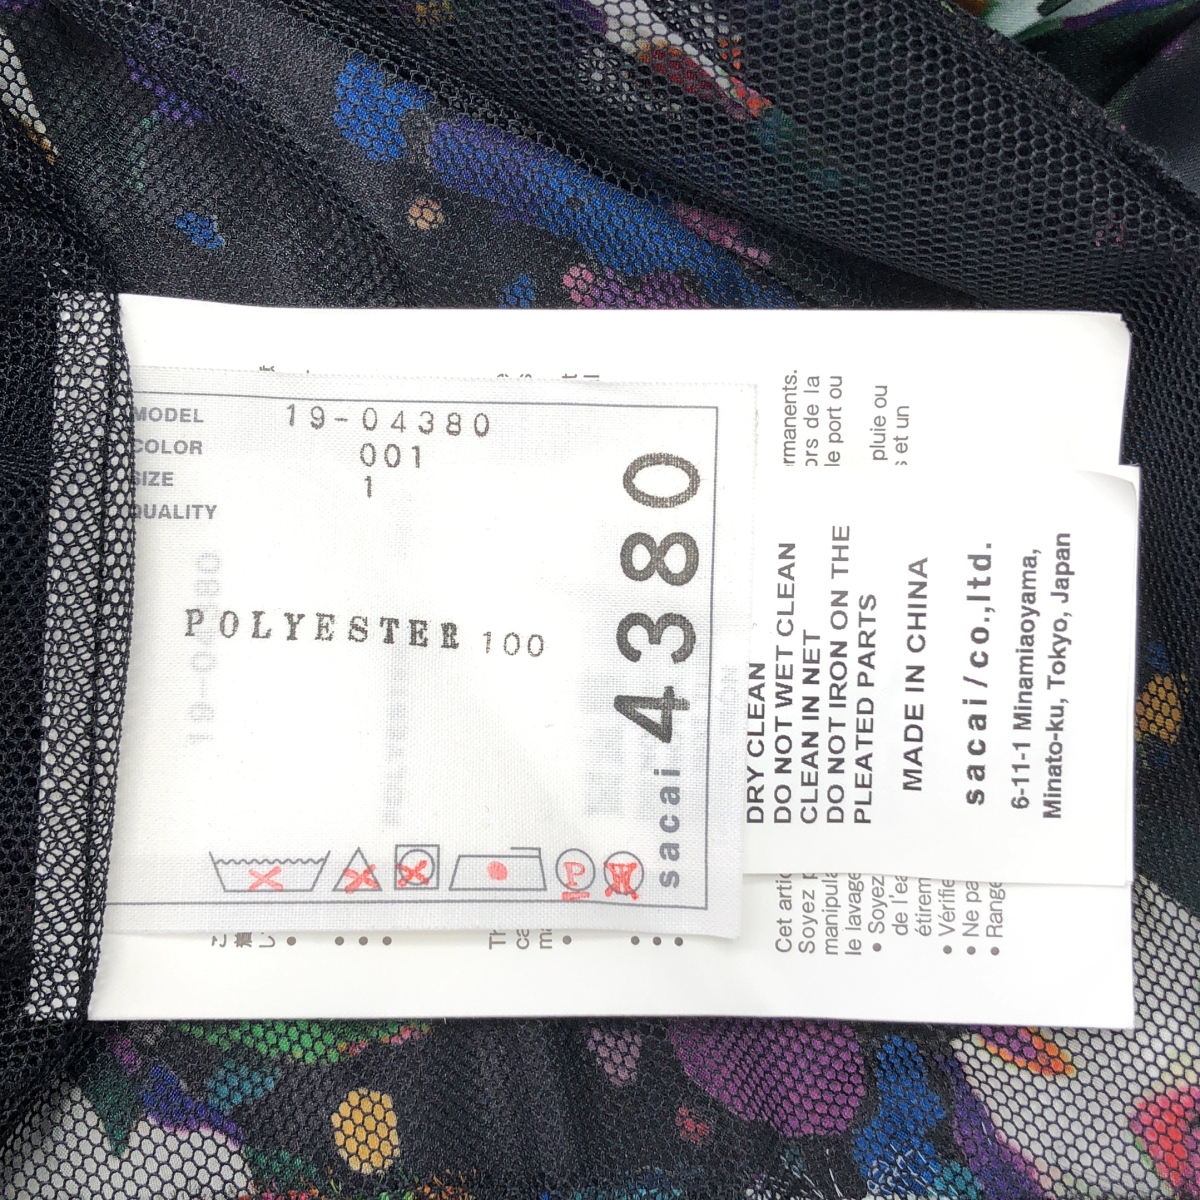 MODEL 19-04380
COLOR 001
SIZE 1
QUALITY
POLYESTER 100
P
sacai 4380
DRY CLEAN
DO NOT WET CLEAN
CLEAN IN NET
DO NOT IRON ON THE
PLEATED PARTS
MADE IN CHINA
sacai/co.,ltd.
6-11-1 Minamiaoyama,
Minato-ku, Tokyo, Japan
rmanents.
ors de la
le port ou
pluie ou
et un
Cet artic
Soyez p
manipula
le lavage
• Soyez
de l'ea
étirem
• Vérifie
• Ne pa
• Range